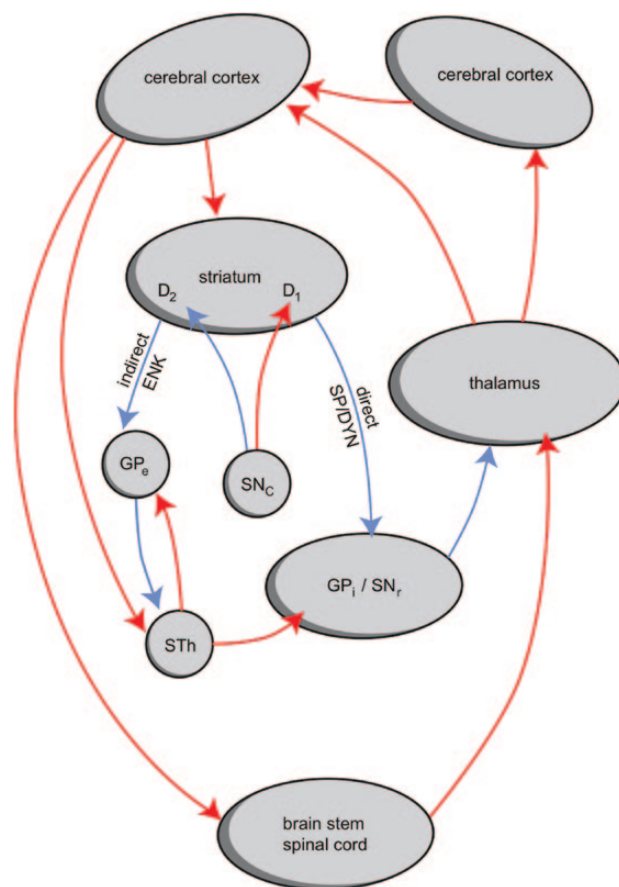 cerebral cortex
cerebral cortex
striatum
D2
D1
indirect
ENK
direct
SP/DYN
thalamus
GPe
SNC
GPi / SNr
STh
brain stem
spinal cord